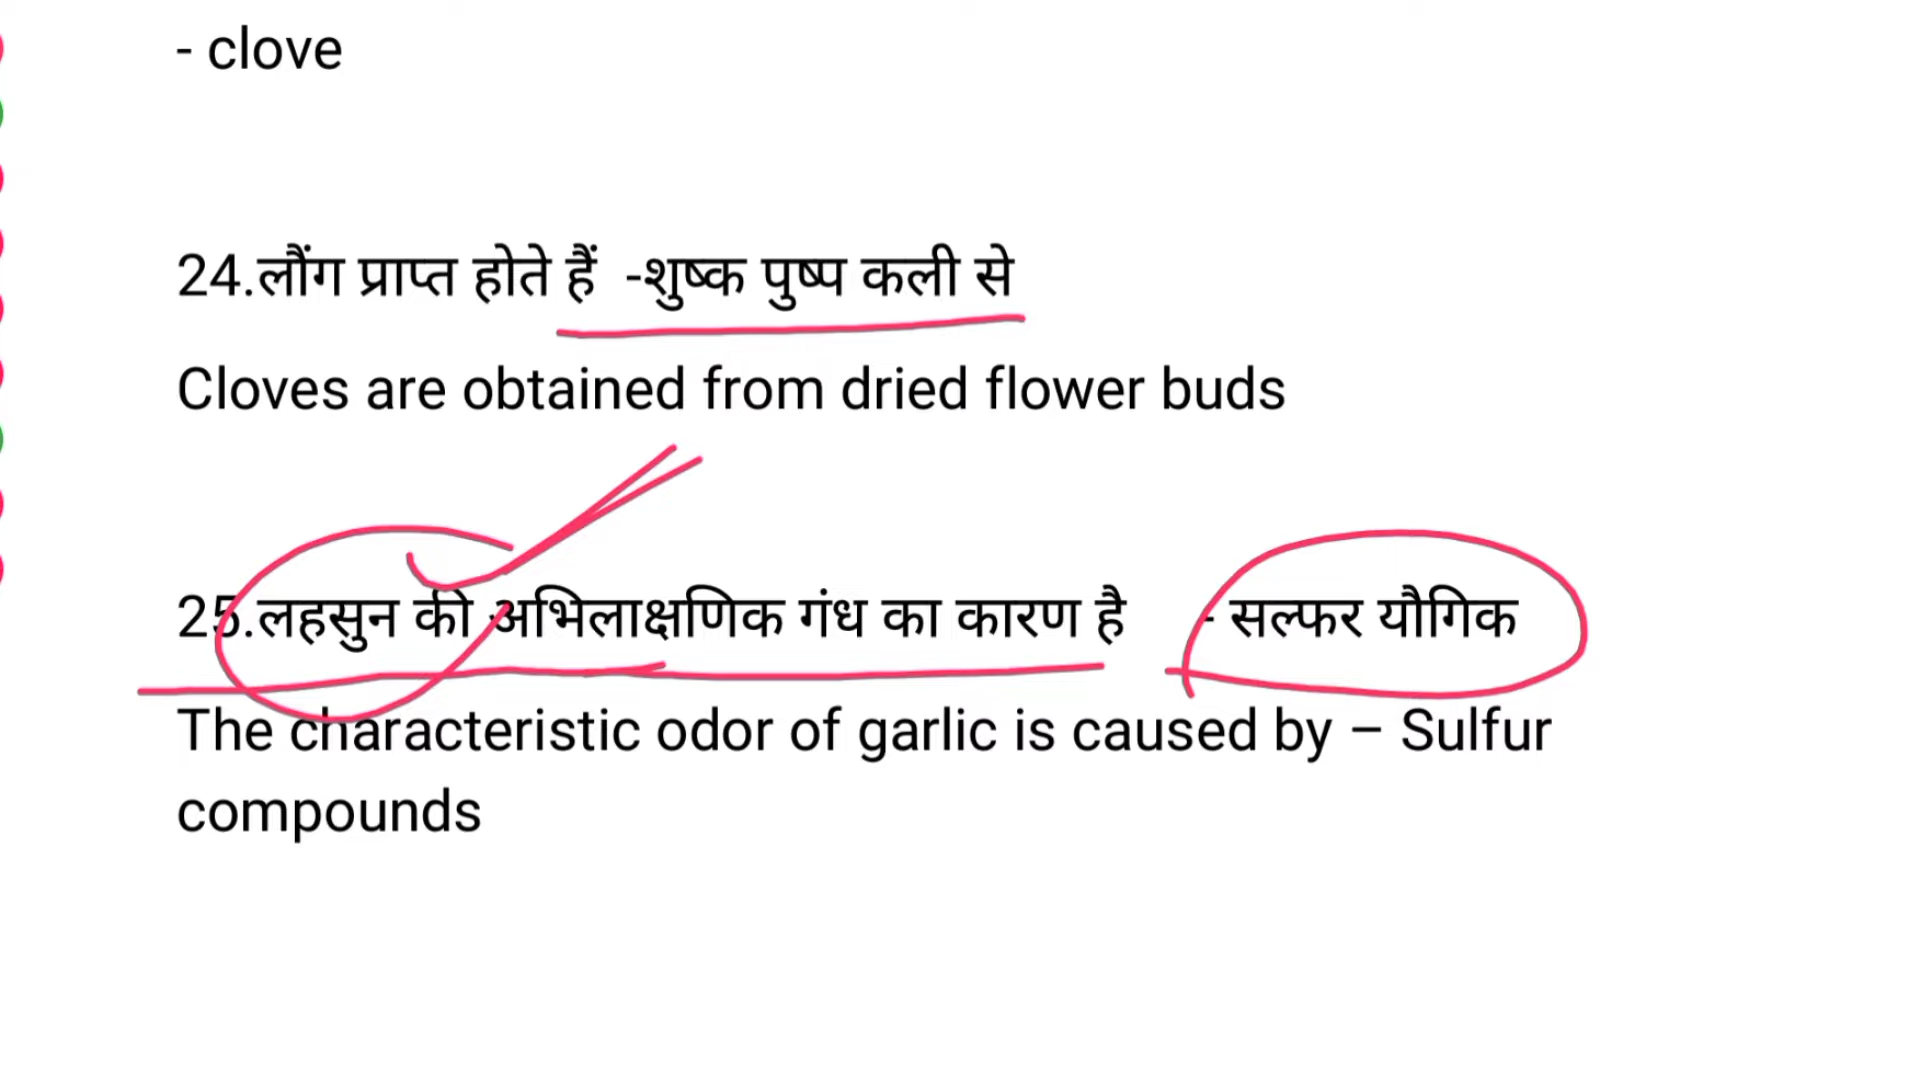 - clove
24.लौंग प्राप्त होते हैं -शुष्क पुष्प कली से
Cloves are obtained from dried flower buds
25.लहसुन की अभिलाक्षणिक गंध का कारण है - सल्फर यौगिक
The characteristic odor of garlic is caused by – Sulfur
compounds